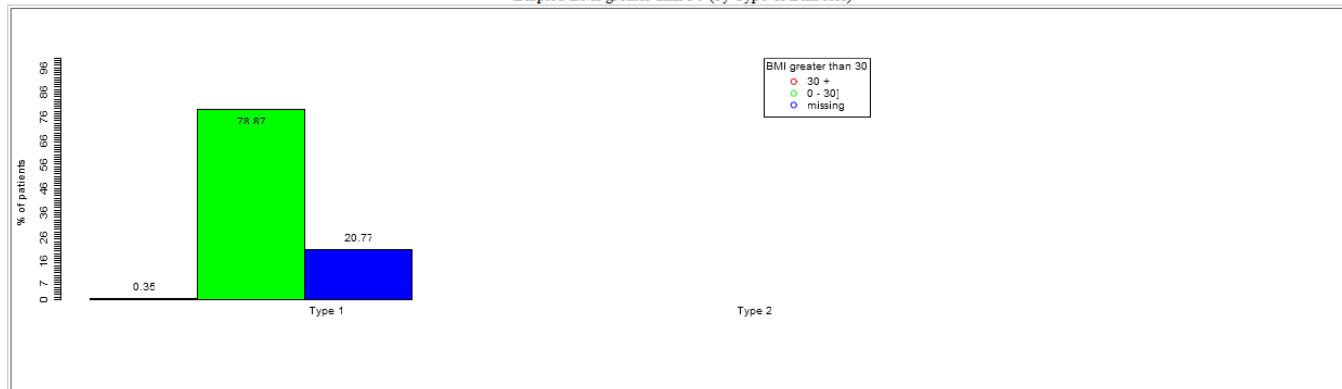 BMI greater than 30
30 +
0 - 30]
missing
% of patients
96
86
76
66
56
46
36
26
16
7
0
0.35
78.87
20.77
Type 1
Type 2